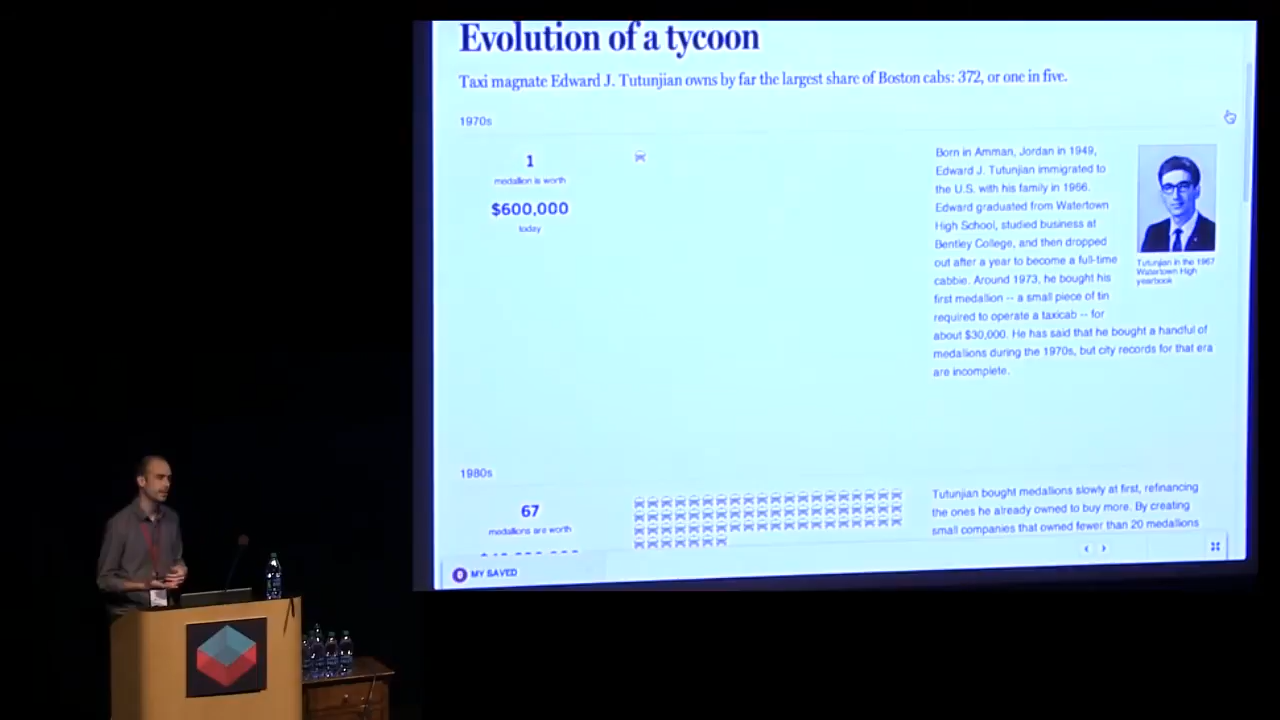 Evolution of a tycoon
Taxi magnate Edward J. Tutunjian owns by far the largest share of Boston cabs: 372, or one in five.
1970s
1
medallion is worth
$600,000
today
Born in Amman, Jordan in 1949,
Edward J. Tutunjian immigrated to
the U.S. with his family in 1966.
Edward graduated from Watertown
High School, studied business at
Bentley College, and then dropped
out after a year to become a full-time
cabbie. Around 1973, he bought his
first medallion -- a small piece of tin
required to operate a taxicab -- for
about $30,000. He has said that he bought a handful of
medallions during the 1970s, but city records for that era
are incomplete.
Tutunjian in the 1967
Watertown High
yearbook
1980s
67
medallions are worth
Tutunjian bought medallions slowly at first, refinancing
the ones he already owned to buy more. By creating
small companies that owned fewer than 20 medallions
0 MY SAVED